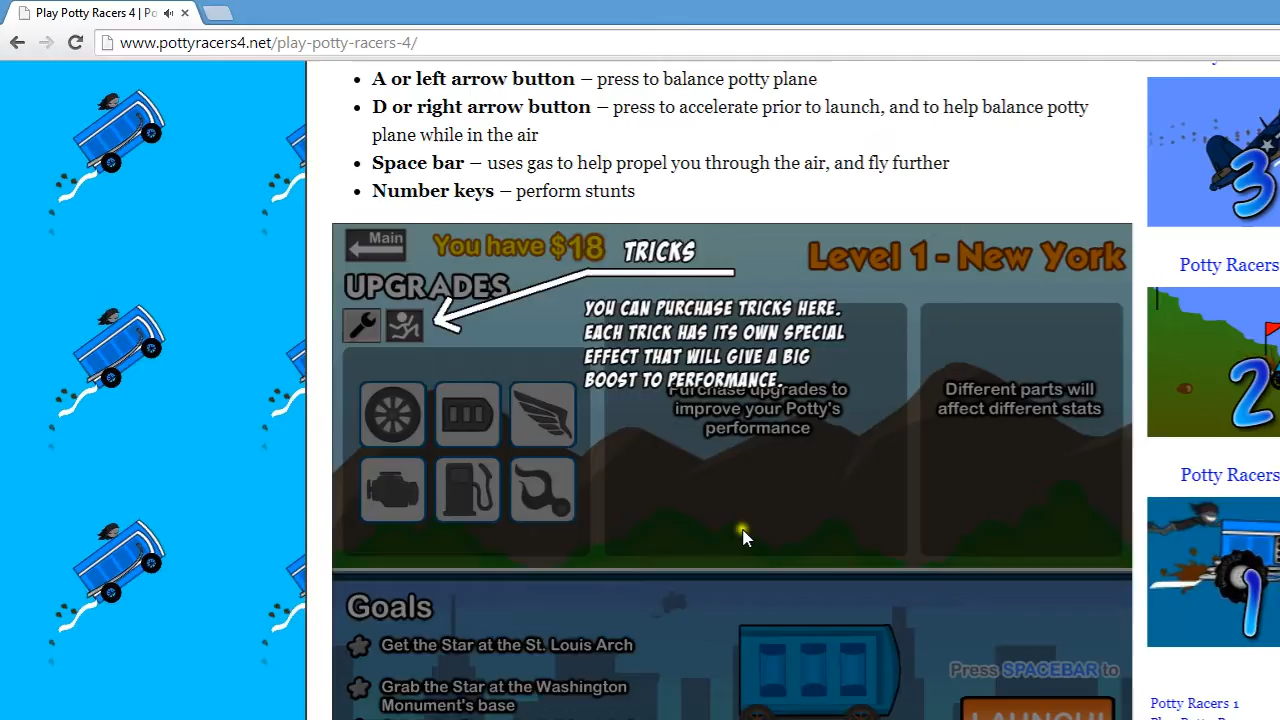 Play Potty Racers 4 | Po
www.pottyracers4.net/play-potty-racers-4/
• A or left arrow button – press to balance potty plane
• D or right arrow button – press to accelerate prior to launch, and to help balance potty
plane while in the air
• Space bar – uses gas to help propel you through the air, and fly further
• Number keys – perform stunts
Main
You have $18
TRICKS
Level 1 - New York
UPGRADES
YOU CAN PURCHASE TRICKS HERE.
EACH TRICK HAS ITS OWN SPECIAL
EFFECT THAT WILL GIVE A BIG
BOOST TO PERFORMANCE.
Purchase upgrades to
improve your Potty's
performance
Different parts will
affect different stats
Goals
Get the Star at the St. Louis Arch
Grab the Star at the Washington
Monument's base
Press SPACEBAR to
LAUNCH!
3
Potty Racers
2
Potty Racers
1
Potty Racers 1